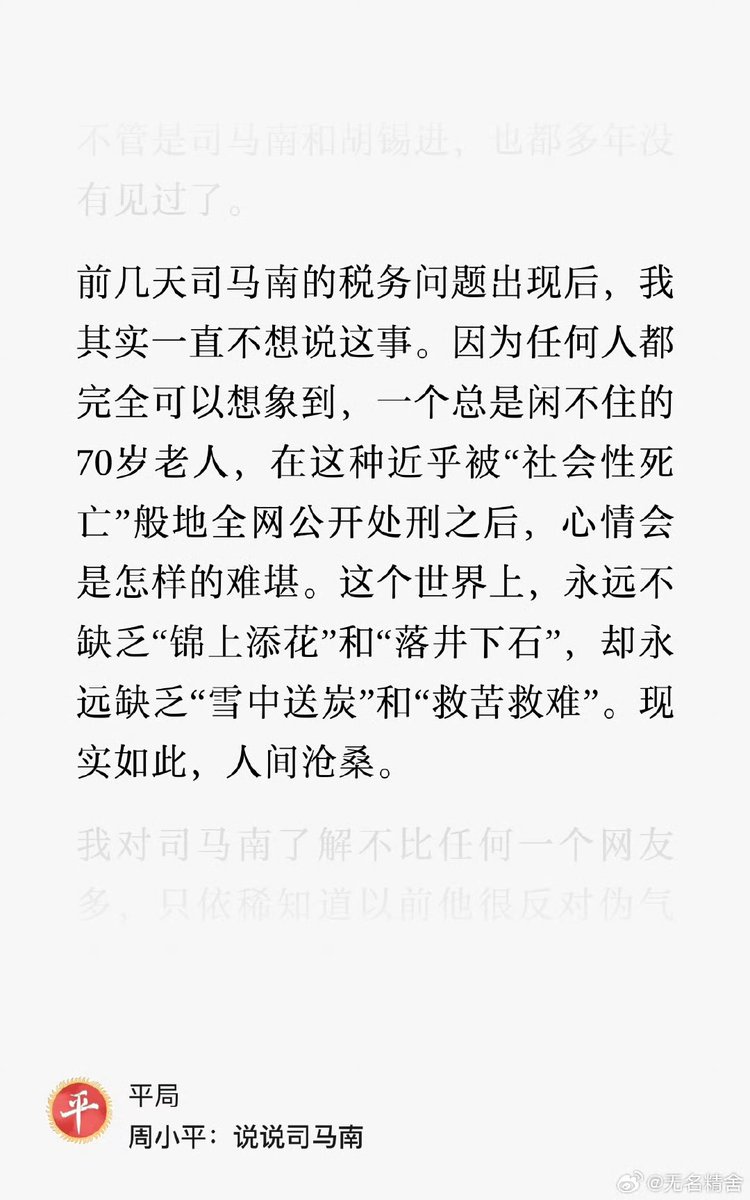 不管是司马南和胡锡进，也都多年没
有见过了。
前几天司马南的税务问题出现后，我
其实一直不想说这事。因为任何人都
完全可以想象到，一个总是闲不住的
70岁老人，在这种近乎被“社会性死
亡”般地全网公开处刑之后，心情会
是怎样的难堪。这个世界上，永远不
缺乏“锦上添花”和“落井下石”，却永
远缺乏“雪中送炭”和“救苦救难”。现
实如此，人间沧桑。
我对司马南了解不比任何一个网友
多，只依稀知道以前他很反对伪气
平
平局
周小平：说说司马南
@无名精舍